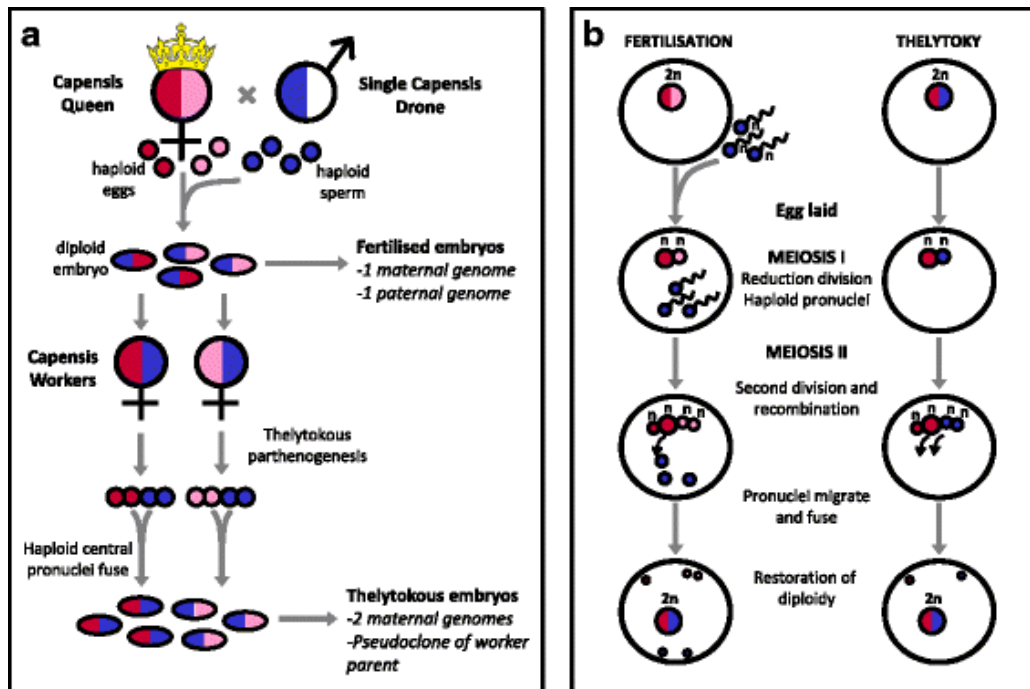 a
Capensis
Queen
Single Capensis
Drone
haploid
eggs
haploid
sperm
diploid
embryo
Fertilised embryos
-1 maternal genome
-1 paternal genome
Capensis
Workers
Thelytokous
parthenogenesis
Haploid central
pronuclei fuse
Thelytokous embryos
-2 maternal genomes
-Pseudoclone of worker
parent
b
FERTILISATION
THELYTOKY
2n
2n
n
n
n
Egg laid
n n
n n
MEIOSIS I
Reduction division
Haploid pronuclei
MEIOSIS II
Second division and
recombination
n n n n
n n n n
Pronuclei migrate
and fuse
Restoration of
diploidy
2n
2n